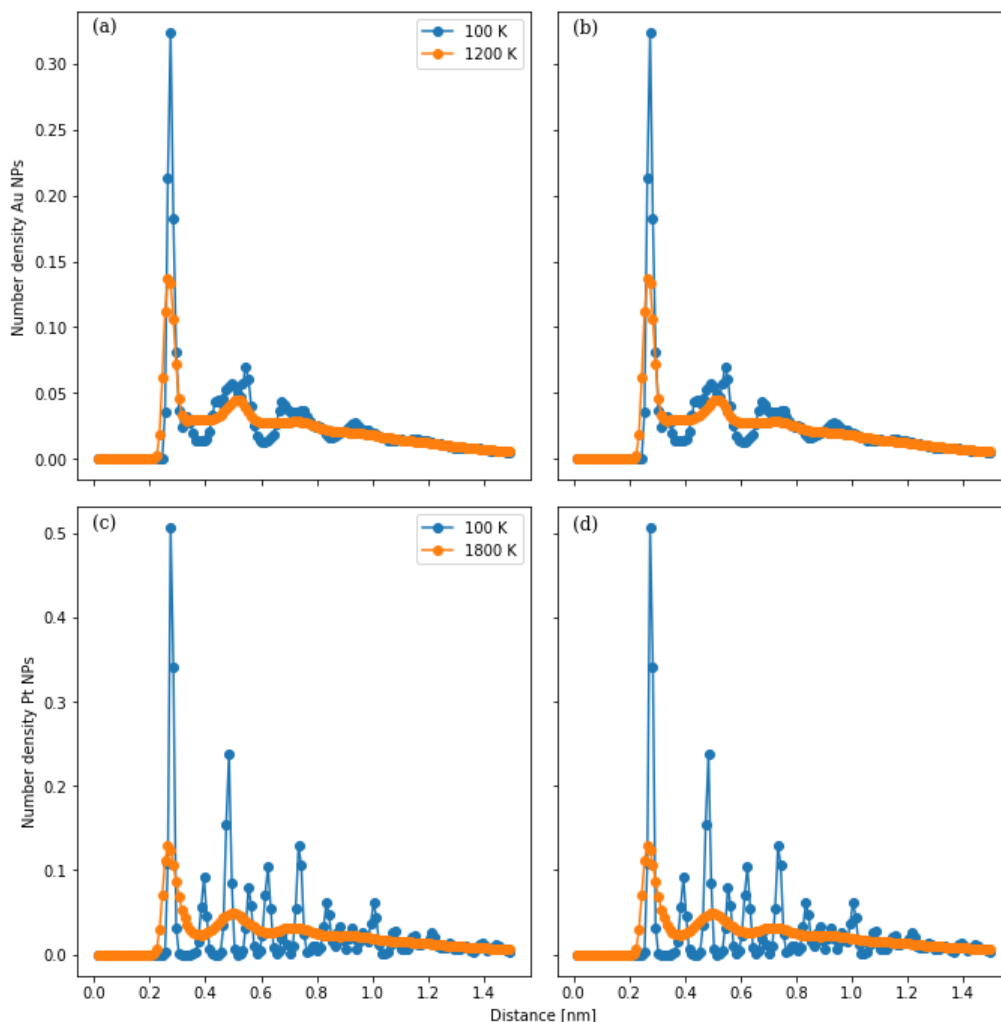 (a)
100 K
1200 K
(b)
0.30
0.25
0.20
0.15
0.10
0.05
0.00
Number density Au NPs
(c)
100 K
1800 K
(d)
0.5
0.4
0.3
0.2
0.1
0.0
Number density Pt NPs
0.0 0.2 0.4 0.6 0.8 1.0 1.2 1.4
0.0 0.2 0.4 0.6 0.8 1.0 1.2 1.4
Distance [nm]